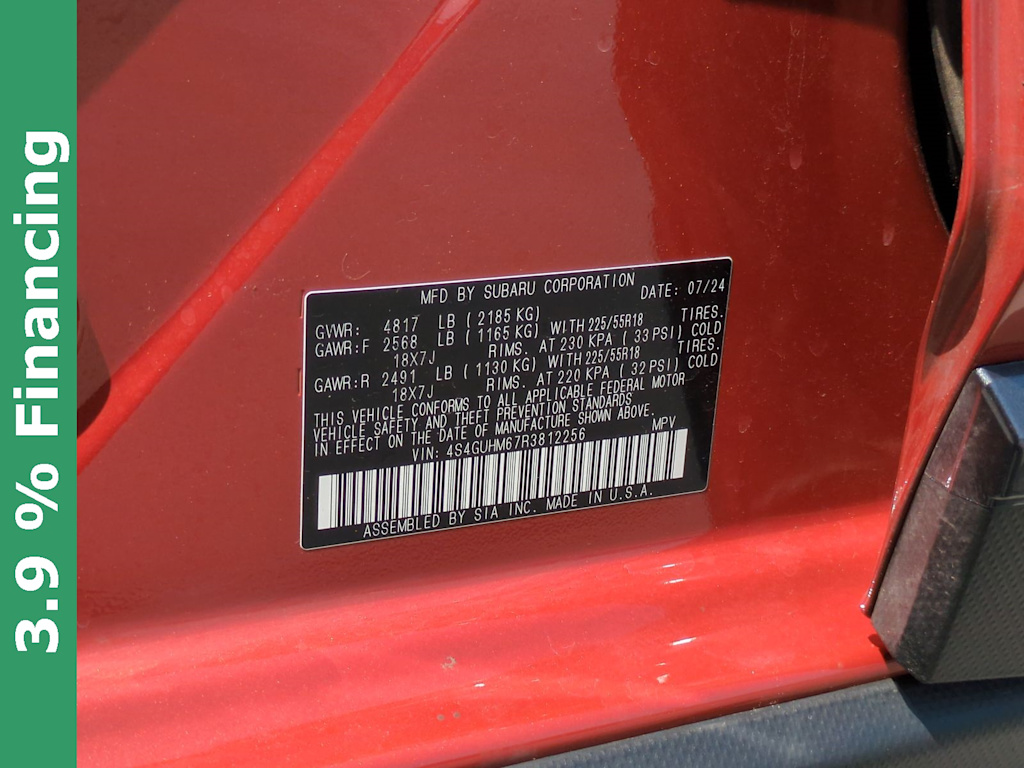 3.9 % Financing
MFD BY SUBARU CORPORATION DATE: 07/24
GVWR: 4817 LB ( 2185 KG)
GAWR:F 2568 LB ( 1165 KG) WITH 225/55R18 TIRES.
18X7J RIMS. AT 230 KPA ( 33 PSI) COLD
GAWR:R 2491 LB ( 1130 KG) WITH 225/55R18 TIRES.
18X7J RIMS. AT 220 KPA ( 32 PSI) COLD
THIS VEHICLE CONFORMS TO ALL APPLICABLE FEDERAL MOTOR
VEHICLE SAFETY AND THEFT PREVENTION STANDARDS
IN EFFECT ON THE DATE OF MANUFACTURE SHOWN ABOVE.
VIN: 4S4GUHM67R3812256 MPV
ASSEMBLED BY SIA INC. MADE IN U.S.A.